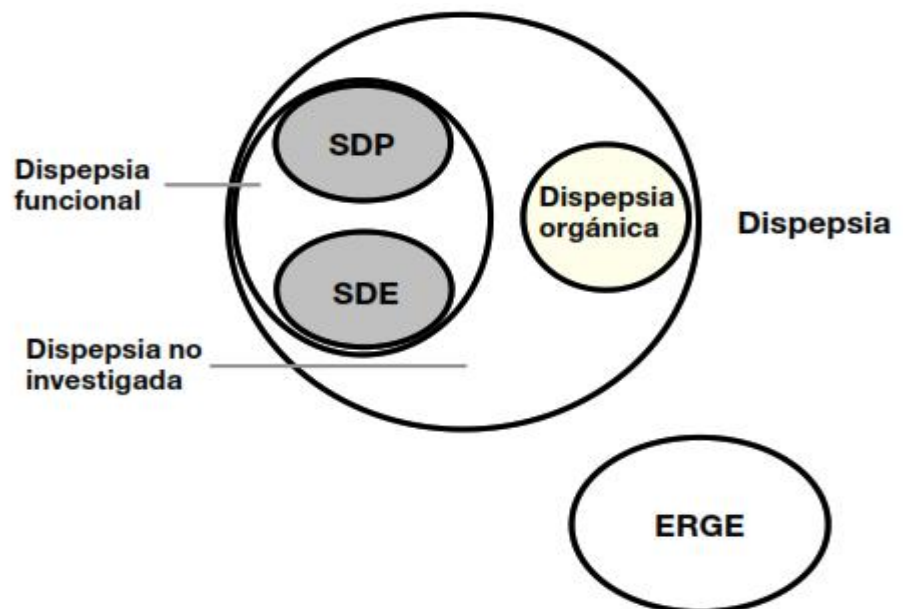 SDP
Dispepsia
funcional
Dispepsia
orgánica
Dispepsia
SDE
Dispepsia no
investigada
ERGE